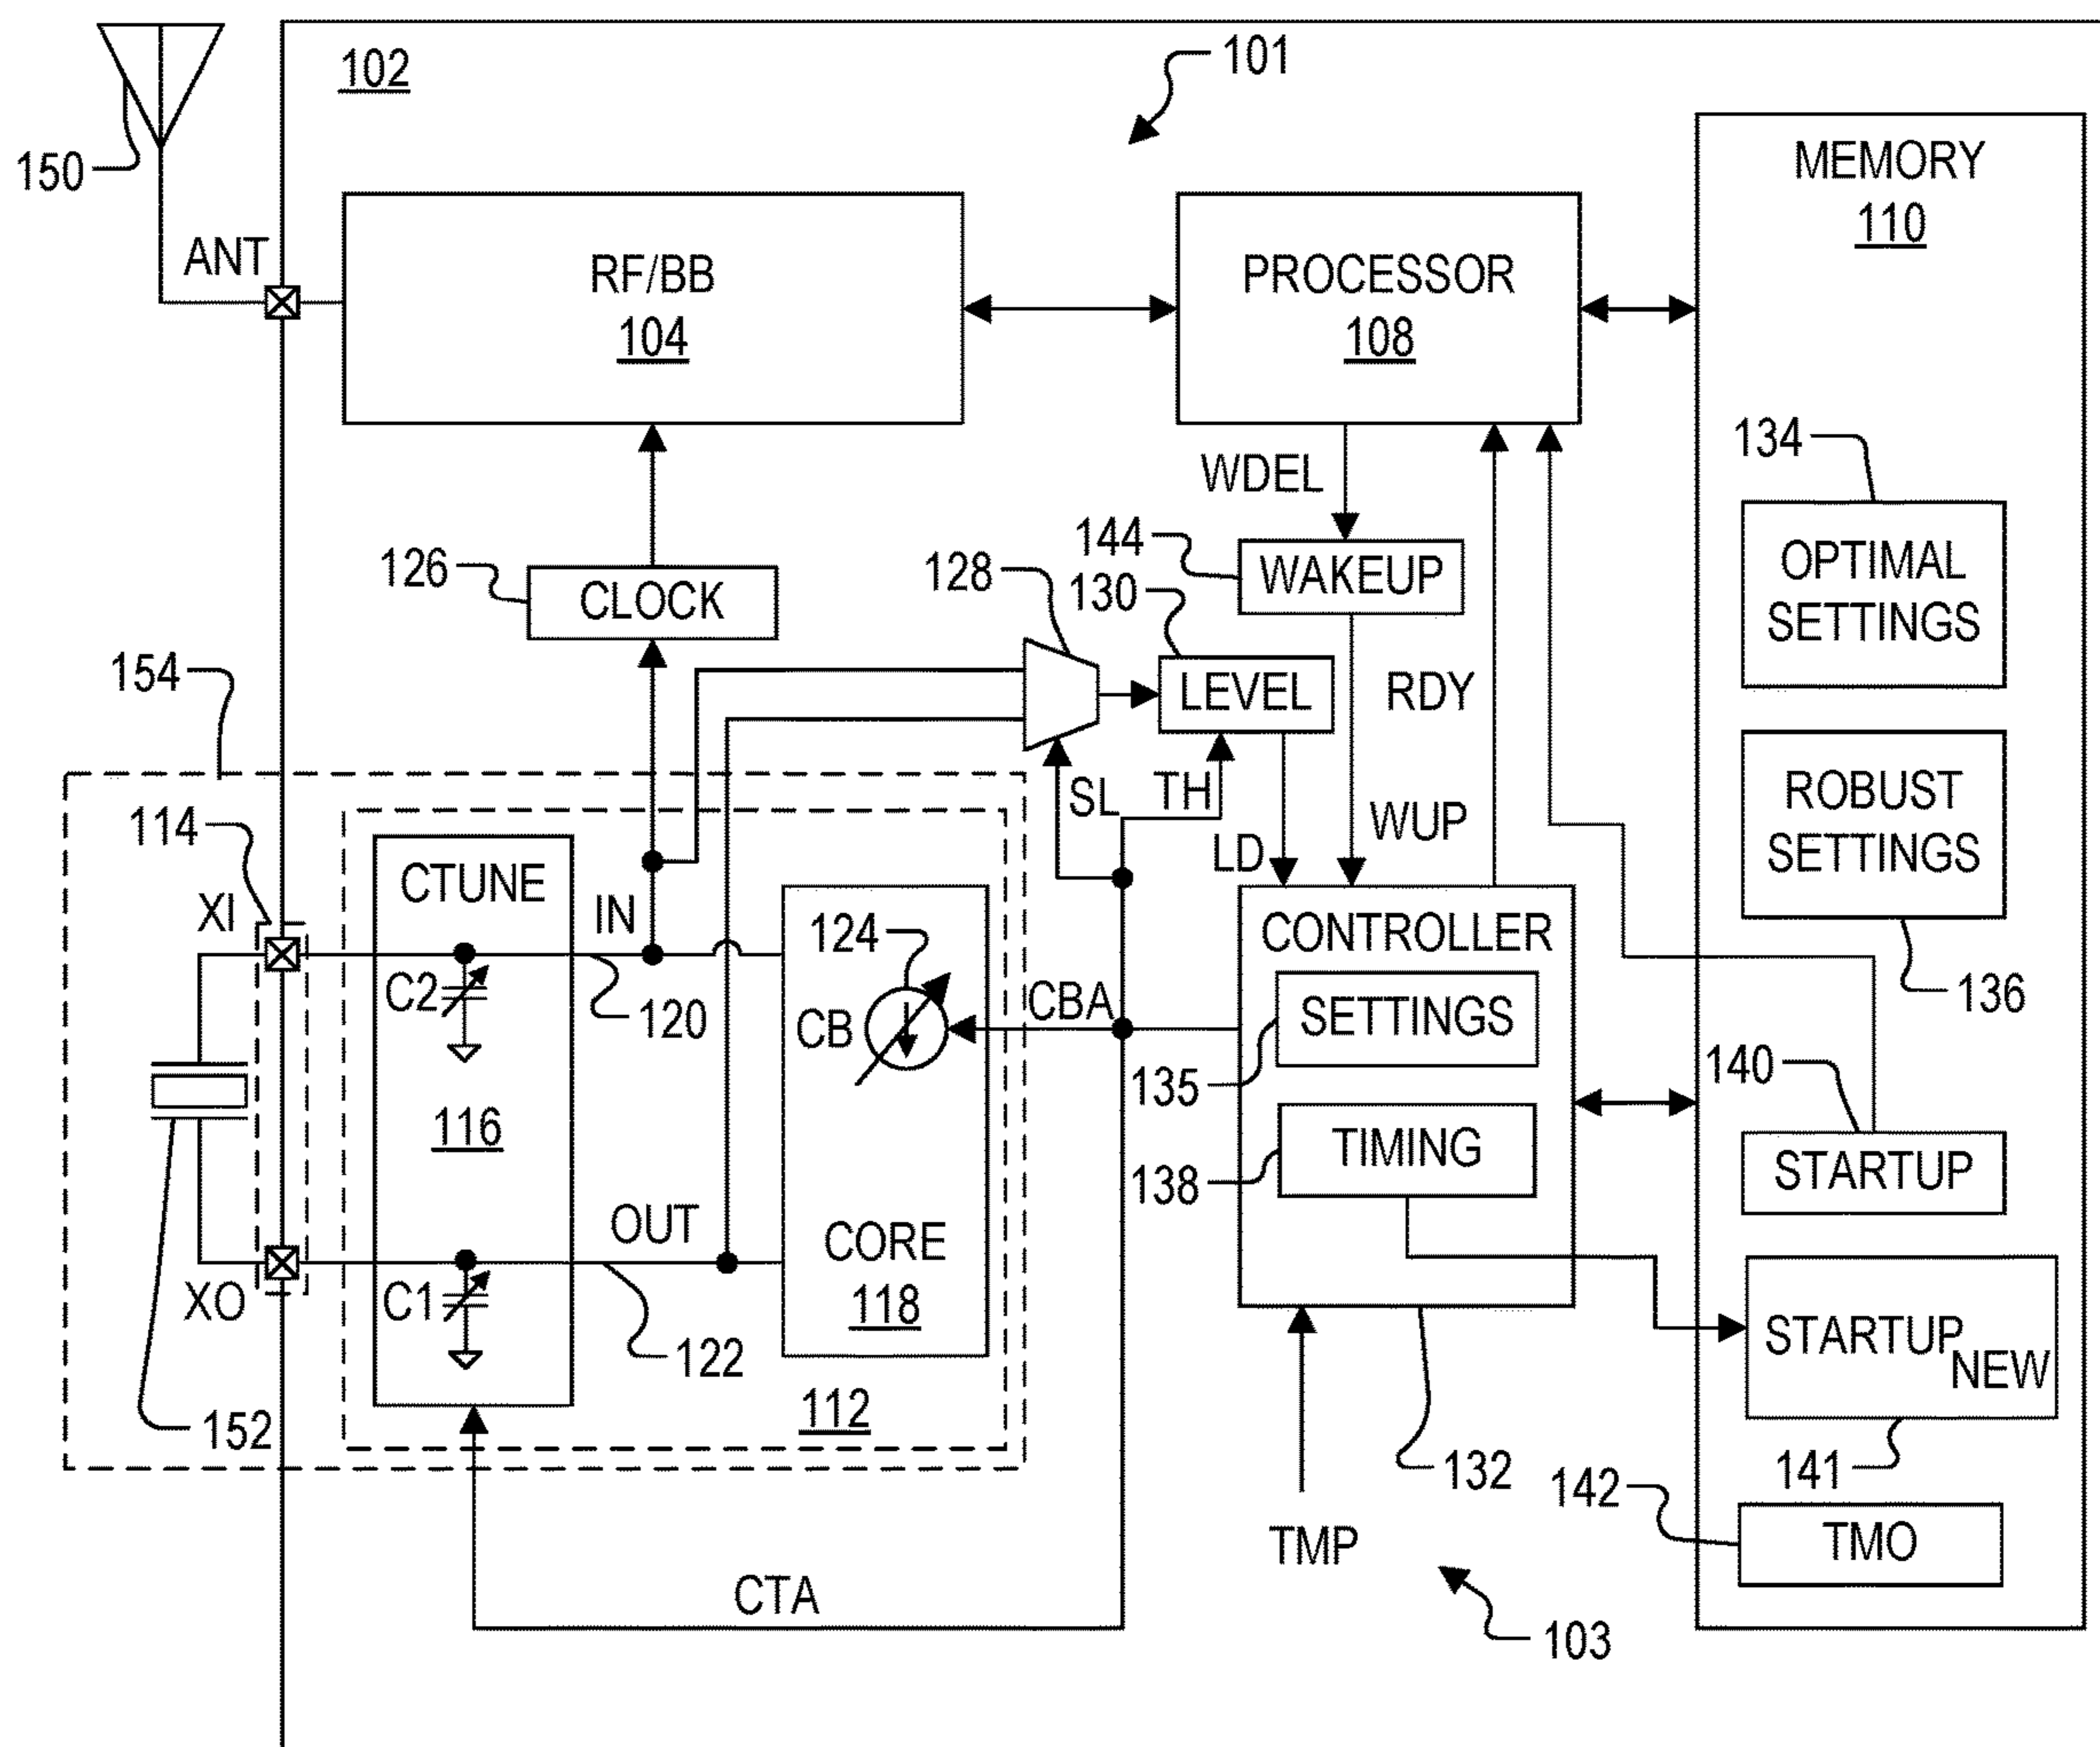 102
101
150
ANT
RF/BB
104
PROCESSOR
108
MEMORY
110
134
OPTIMAL
SETTINGS
WDEL
144
WAKEUP
126
CLOCK
128
130
LEVEL
RDY
154
ROBUST
SETTINGS
136
SL
TH
LD
WUP
114
XI
CTUNE
IN
C2
120
116
124
CB
CBA
CONTROLLER
SETTINGS
135
TIMING
138
140
STARTUP
OUT
CORE
118
XO
C1
122
112
152
STARTUP NEW
141
132
142
TMO
TMP
CTA
103